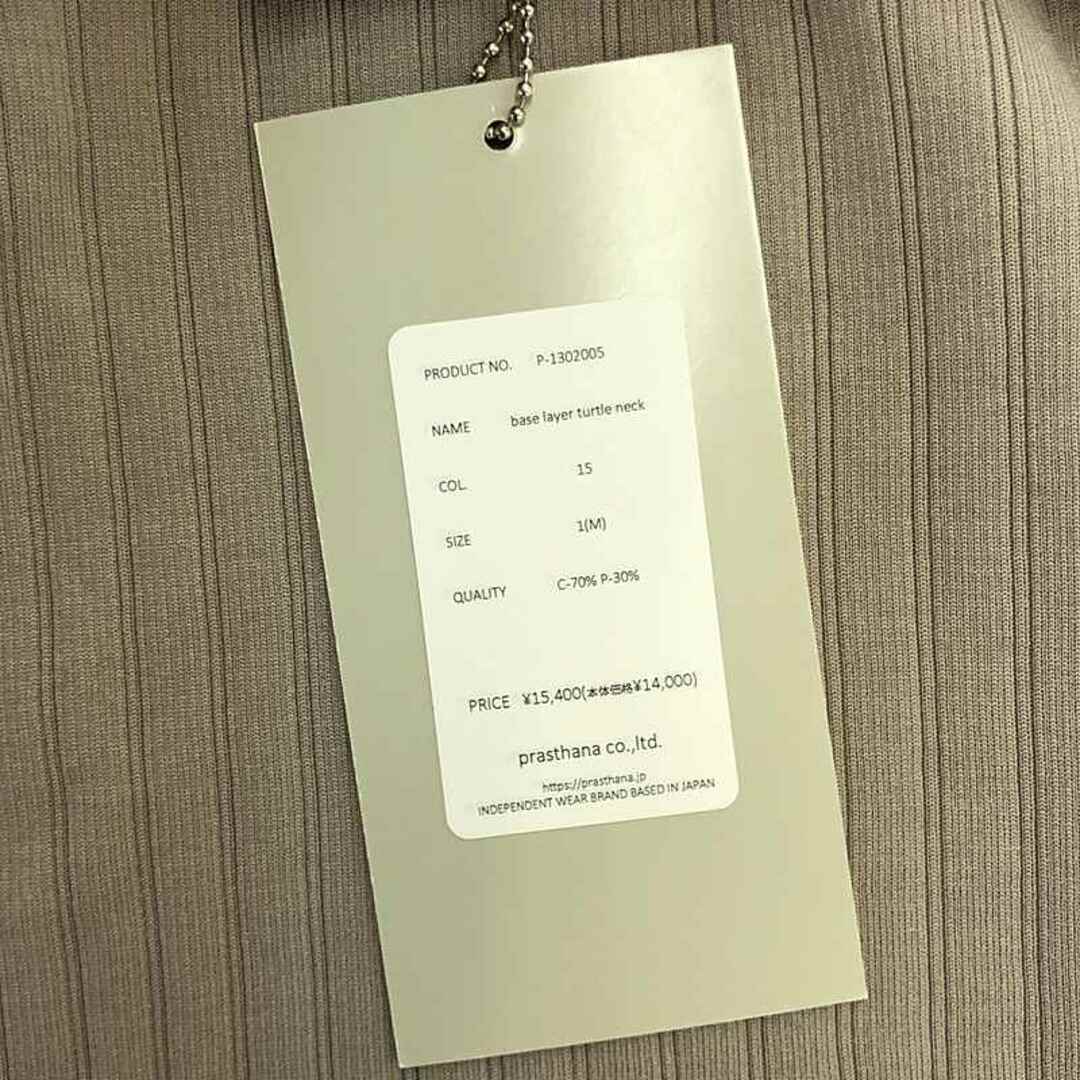 PRODUCT NO. P-1302005
NAME base layer turtle neck
COL. 15
SIZE 1(M)
QUALITY C-70% P-30%
PRICE ¥15,400(本体価格¥14,000)
prasthana co.,ltd.
https://prasthana.jp
INDEPENDENT WEAR BRAND BASED IN JAPAN